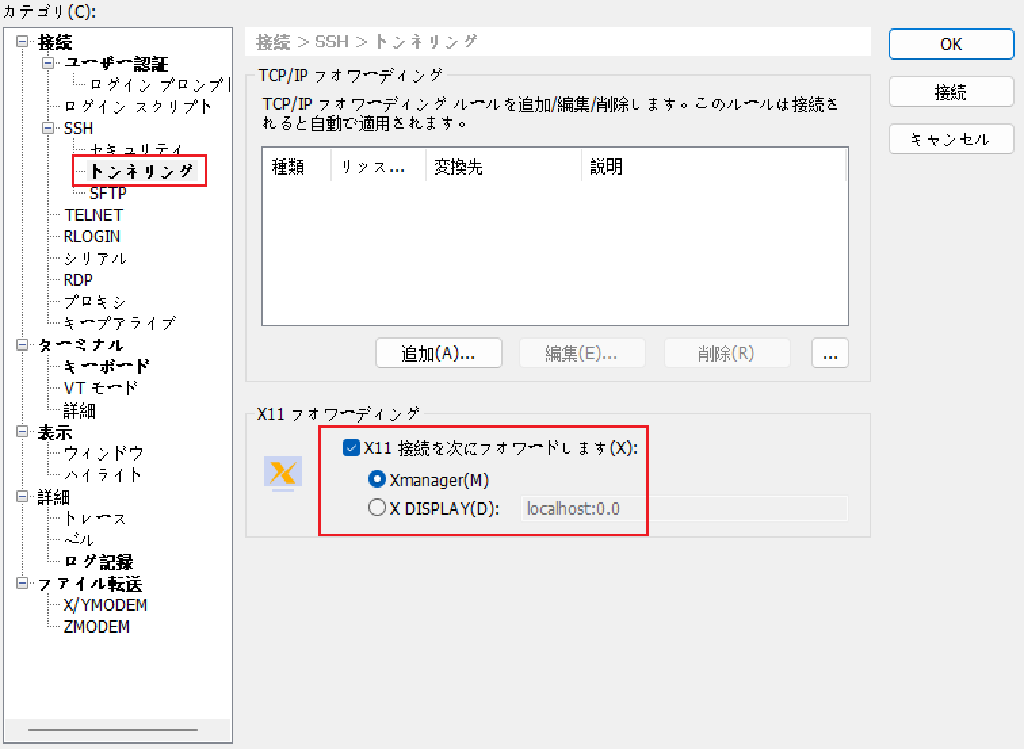 カテゴリ(C):
接続
ユーザー認証
ログイン プロンプト
ログイン スクリプト
SSH
セキュリティ
トンネリング
SFTP
TELNET
RLOGIN
シリアル
RDP
プロキシ
キープアライブ
ターミナル
キーボード
VT モード
詳細
表示
ウィンドウ
ハイライト
詳細
トレース
ベル
ログ記録
ファイル転送
X/YMODEM
ZMODEM
接続 > SSH > トンネリング
TCP/IP フォワーディング
TCP/IP フォワーディング ルールを追加/編集/削除します。このルールは接続さ
れると自動で適用されます。
種類 リッス... 変換先 説明
追加(A)... 編集(E)... 削除(R) ...
X11 フォワーディング
X11 接続を次にフォワードします(X):
Xmanager(M)
X DISPLAY(D): localhost:0.0
OK
接続
キャンセル